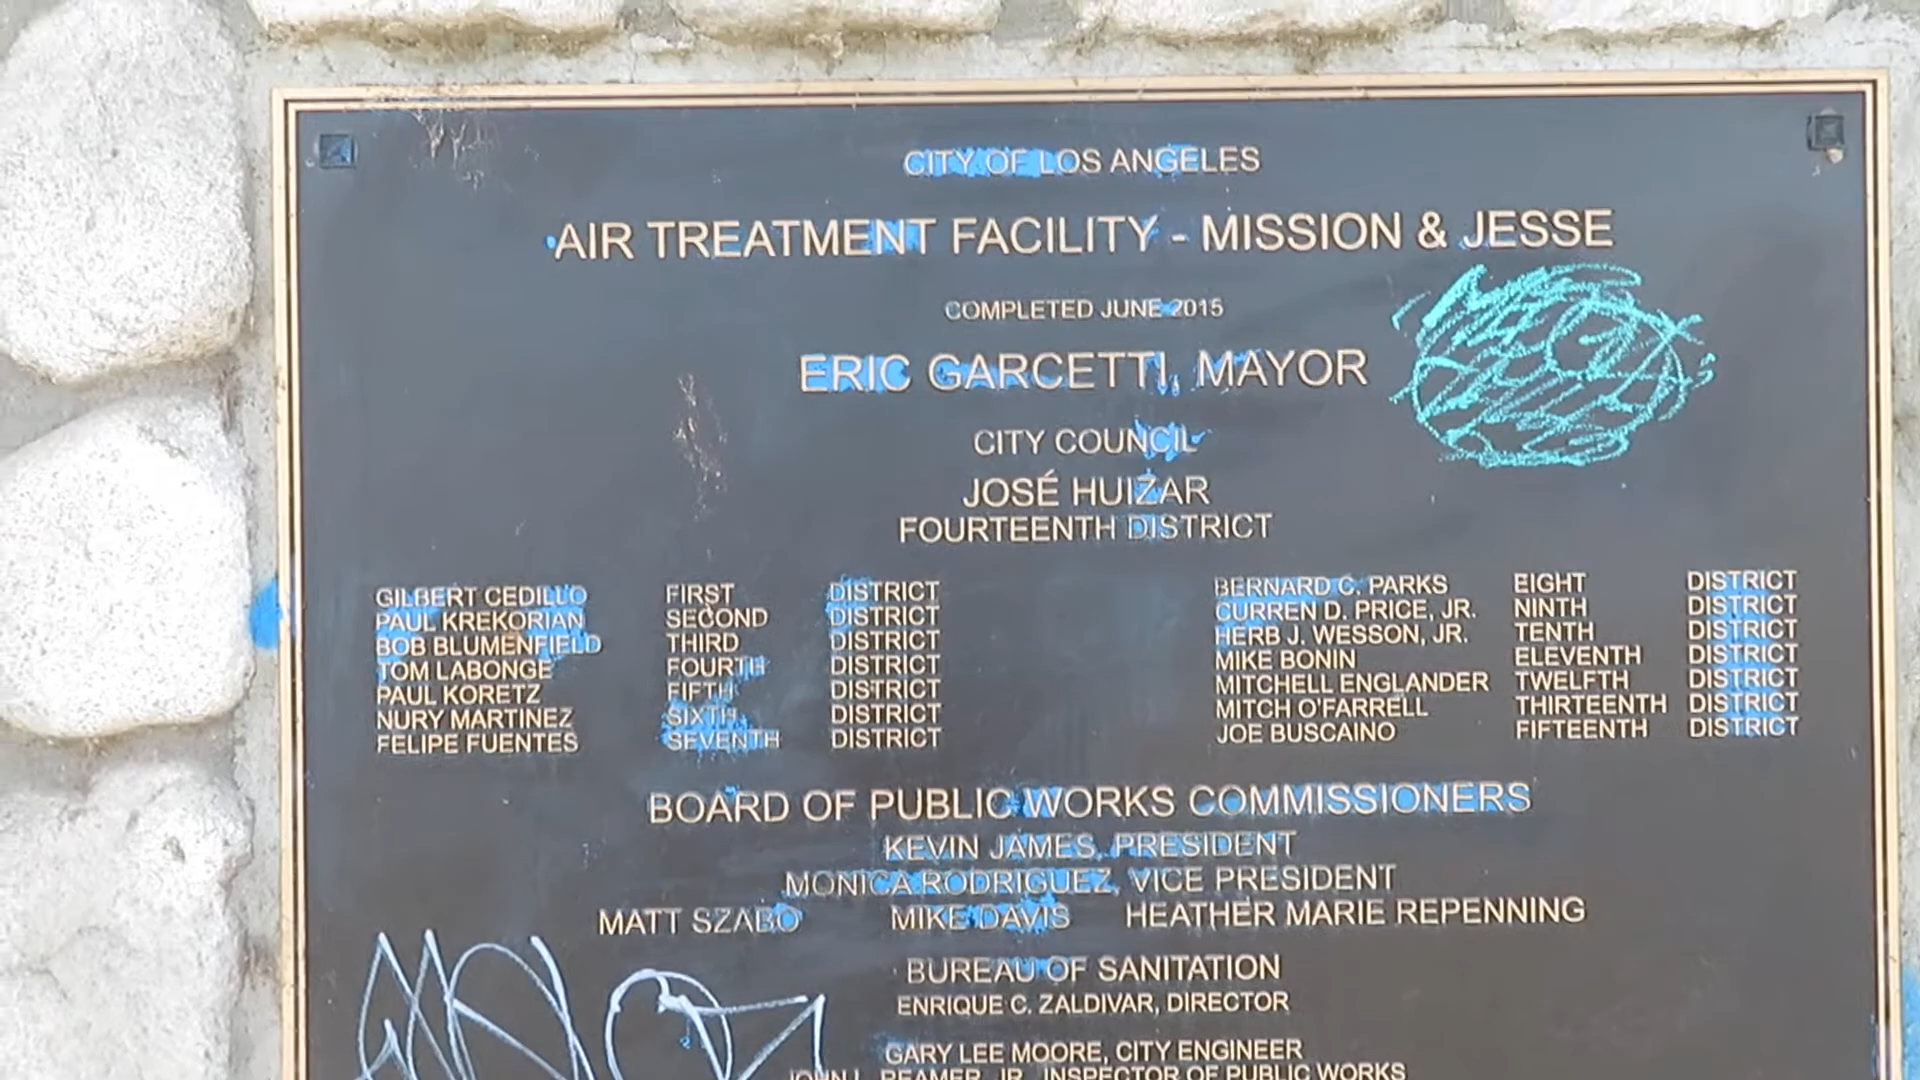 CITY OF LOS ANGELES
AIR TREATMENT FACILITY - MISSION & JESSE
COMPLETED JUNE 2015
ERIC GARCETTI, MAYOR
CITY COUNCIL
JOSÉ HUIZAR
FOURTEENTH DISTRICT
GILBERT CEDILLO FIRST DISTRICT
PAUL KREKORIAN SECOND DISTRICT
BOB BLUMENFIELD THIRD DISTRICT
TOM LABONGE FOURTH DISTRICT
PAUL KORETZ FIFTH DISTRICT
NURY MARTINEZ SIXTH DISTRICT
FELIPE FUENTES SEVENTH DISTRICT
BERNARD C. PARKS EIGHT DISTRICT
CURREN D. PRICE, JR. NINTH DISTRICT
HERB J. WESSON, JR. TENTH DISTRICT
MIKE BONIN ELEVENTH DISTRICT
MITCHELL ENGLANDER TWELFTH DISTRICT
MITCH O'FARRELL THIRTEENTH DISTRICT
JOE BUSCAINO FIFTEENTH DISTRICT
BOARD OF PUBLIC WORKS COMMISSIONERS
KEVIN JAMES, PRESIDENT
MONICA RODRIGUEZ, VICE PRESIDENT
MATT SZABO MIKE DAVIS HEATHER MARIE REPENNING
BUREAU OF SANITATION
ENRIQUE C. ZALDIVAR, DIRECTOR
GARY LEE MOORE, CITY ENGINEER
JOHN L. REAMER, JR., INSPECTOR OF PUBLIC WORKS